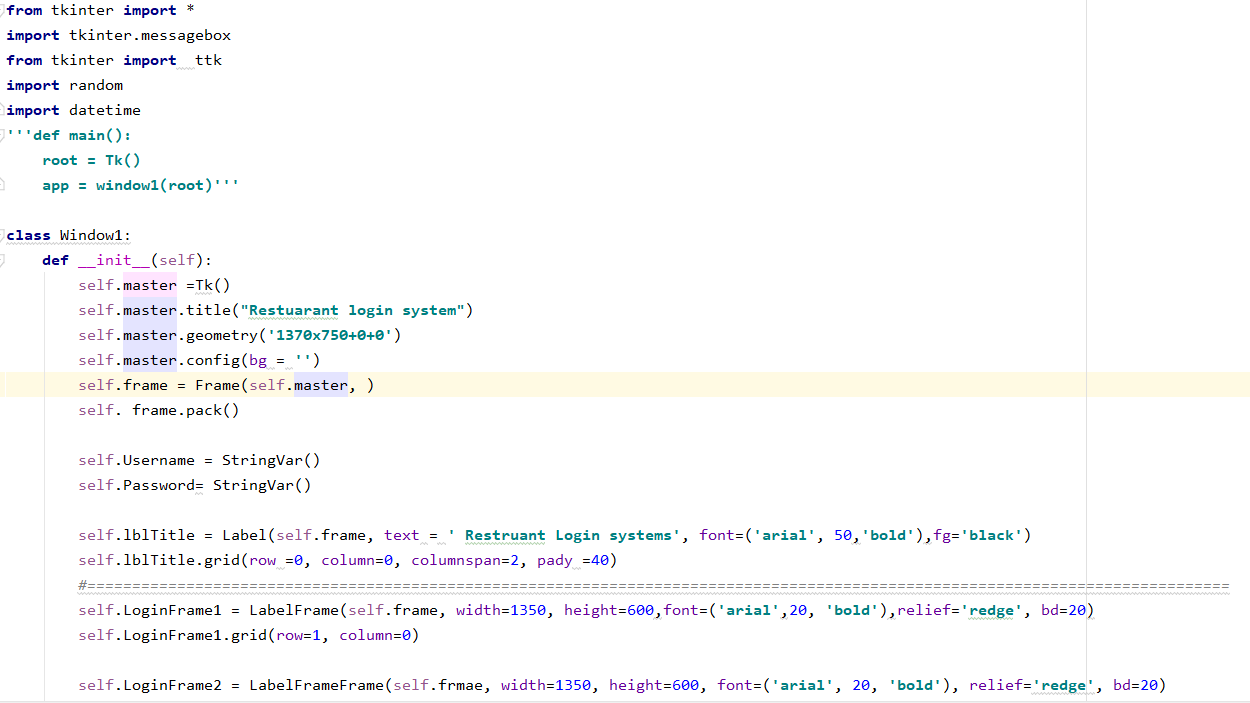 from tkinter import *
import tkinter.messagebox
from tkinter import  ttk
import random
import datetime
'''def main():
    root = Tk()
    app = window1(root)'''

class Window1:
    def __init__(self):
        self.master =Tk()
        self.master.title("Restuarant login system")
        self.master.geometry('1370x750+0+0')
        self.master.config(bg = '')
        self.frame = Frame(self.master, )
        self. frame.pack()

        self.Username = StringVar()
        self.Password= StringVar()

        self.lblTitle = Label(self.frame, text = ' Restruant Login systems', font=('arial', 50,'bold'),fg='black')
        self.lblTitle.grid(row =0, column=0, columnspan=2, pady =40)
        #===============================================================================================================================
        self.LoginFrame1 = LabelFrame(self.frame, width=1350, height=600,font=('arial',20, 'bold'),relief='redge', bd=20)
        self.LoginFrame1.grid(row=1, column=0)

        self.LoginFrame2 = LabelFrameFrame(self.frmae, width=1350, height=600, font=('arial', 20, 'bold'), relief='redge', bd=20)